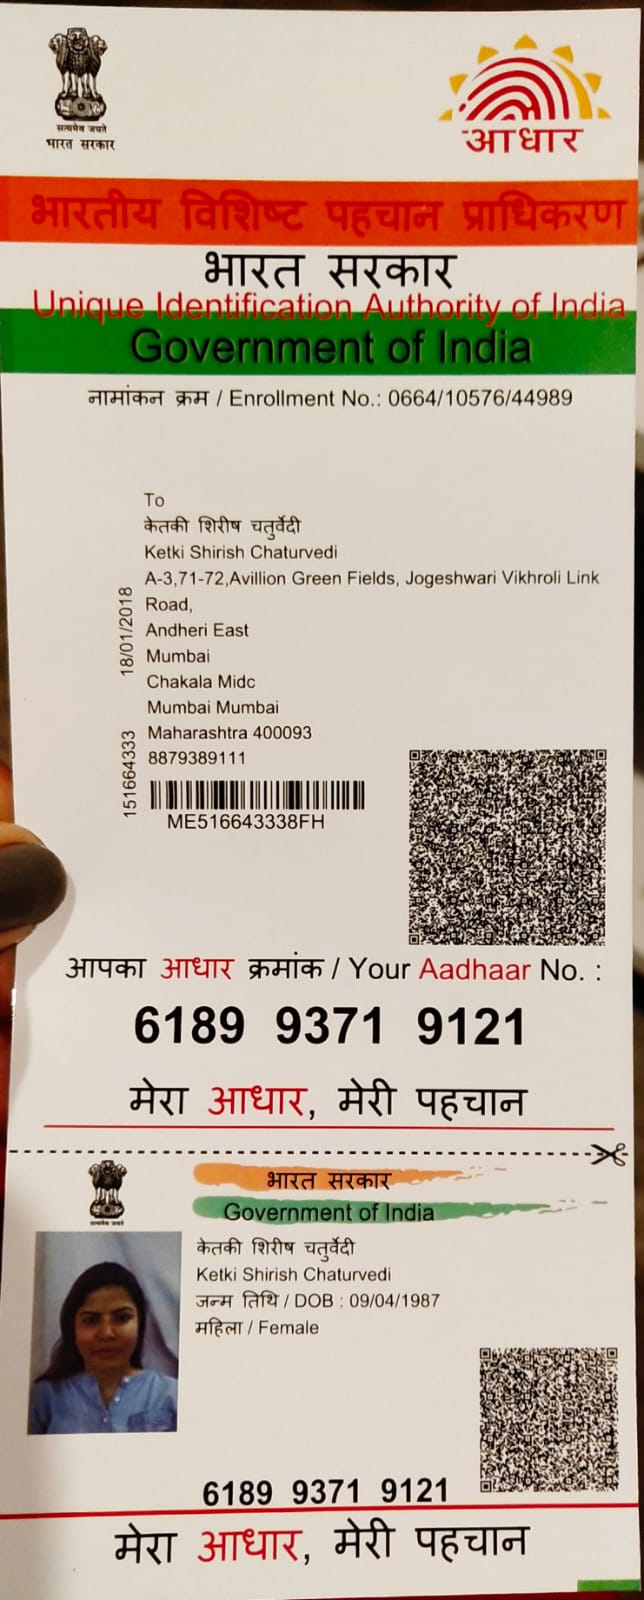 सत्यमेव जयते
भारत सरकार
आधार
भारतीय विशिष्ट पहचान प्राधिकरण
भारत सरकार
Unique Identification Authority of India
Government of India
नामांकन क्रम / Enrollment No.: 0664/10576/44989
To
केतकी शिरीष चतुर्वेदी
Ketki Shirish Chaturvedi
A-3,71-72,Avillion Green Fields, Jogeshwari Vikhroli Link
Road,
Andheri East
Mumbai
Chakala Midc
Mumbai Mumbai
Maharashtra 400093
8879389111
18/01/2018
151664333
ME516643338FH
आपका आधार क्रमांक / Your Aadhaar No. :
6189 9371 9121
मेरा आधार, मेरी पहचान
भारत सरकार
Government of India
केतकी शिरीष चतुर्वेदी
Ketki Shirish Chaturvedi
जन्म तिथि / DOB : 09/04/1987
महिला / Female
6189 9371 9121
मेरा आधार, मेरी पहचान